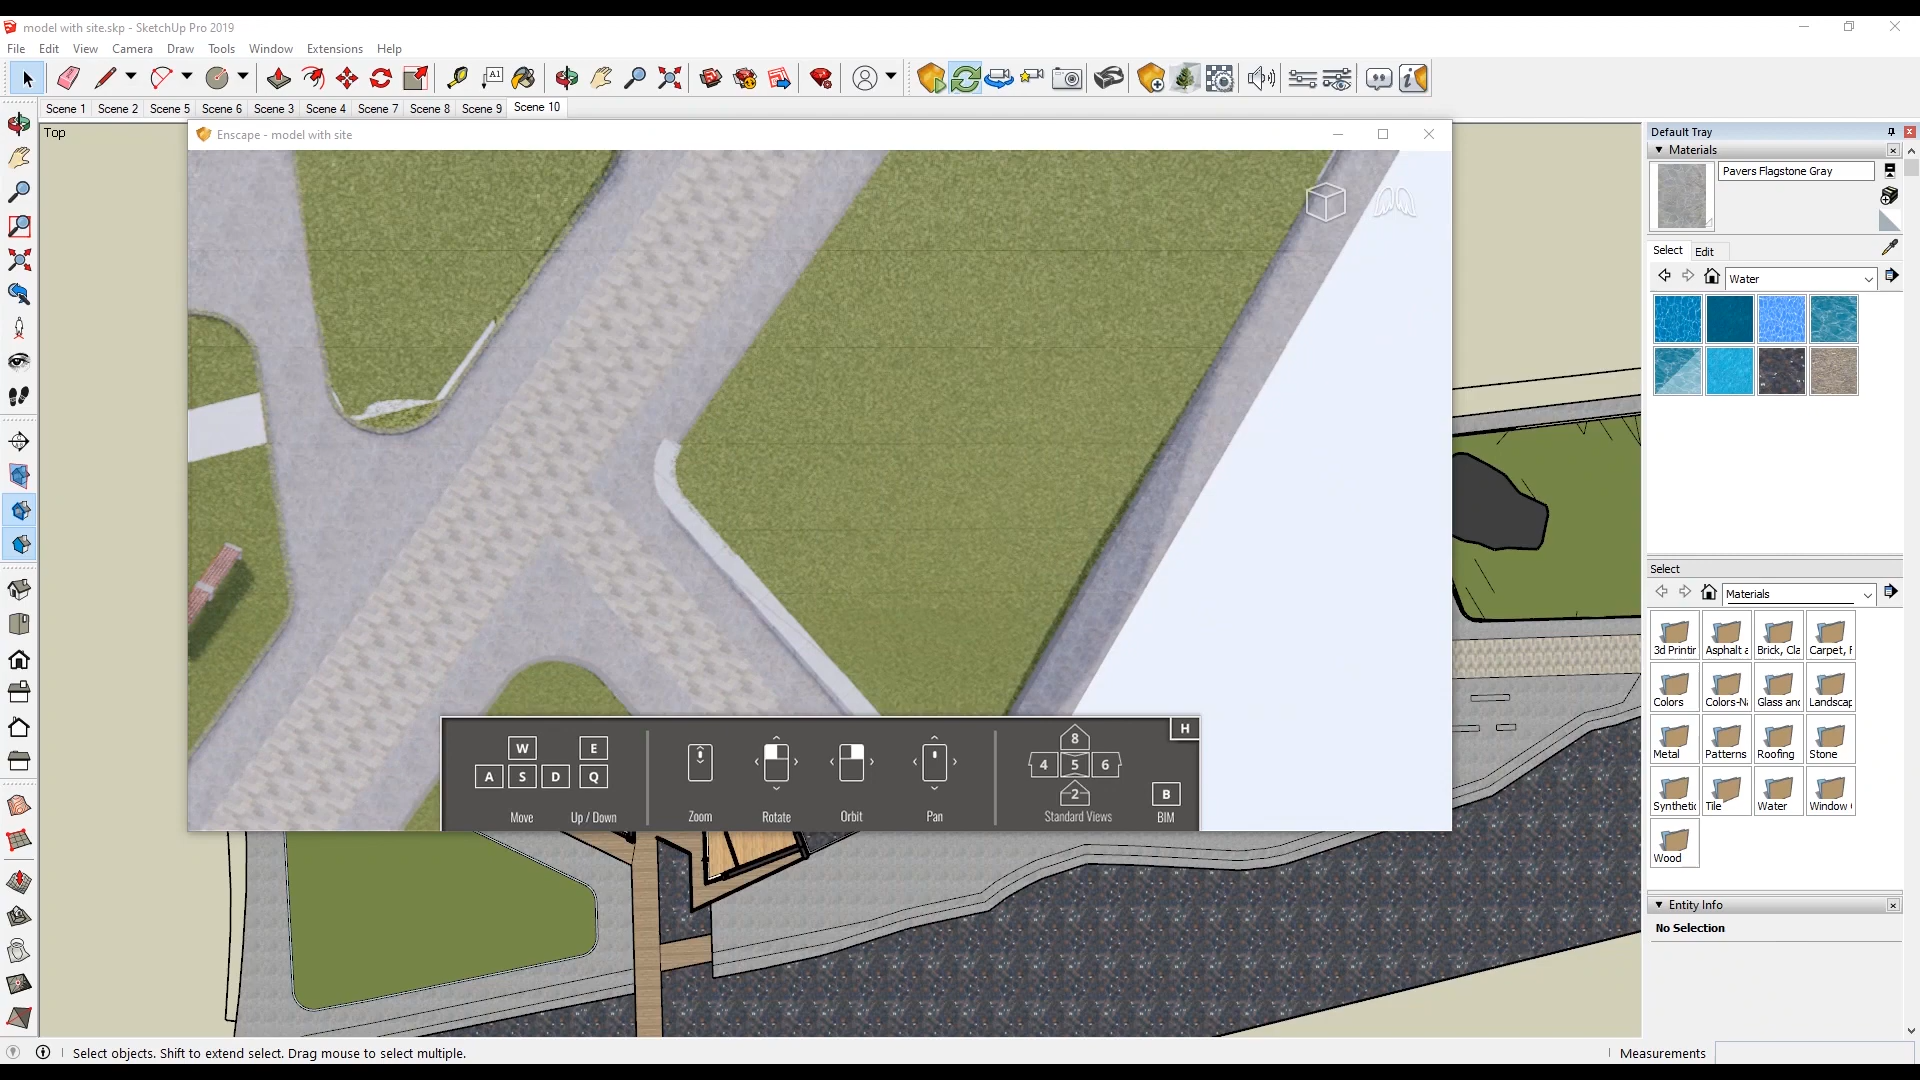 model with site.skp - SketchUp Pro 2019
File Edit View Camera Draw Tools Window Extensions Help
A1
Scene 1 Scene 2 Scene 5 Scene 6 Scene 3 Scene 4 Scene 7 Scene 8 Scene 9 Scene 10
Top
Enscape - model with site
Default Tray
Materials
Pavers Flagstone Gray
Select Edit
Water
Select
Materials
3d Printin Asphalt a Brick, Cla Carpet, F
Colors Colors-Na Glass and Landscap
Metal Patterns Roofing Stone
Synthetic Tile Water Window (
Wood
Entity Info
No Selection
H
W E 8
A S D Q 4 5 6
2 B
Move Up / Down Zoom Rotate Orbit Pan Standard Views BIM
Select objects. Shift to extend select. Drag mouse to select multiple.
Measurements